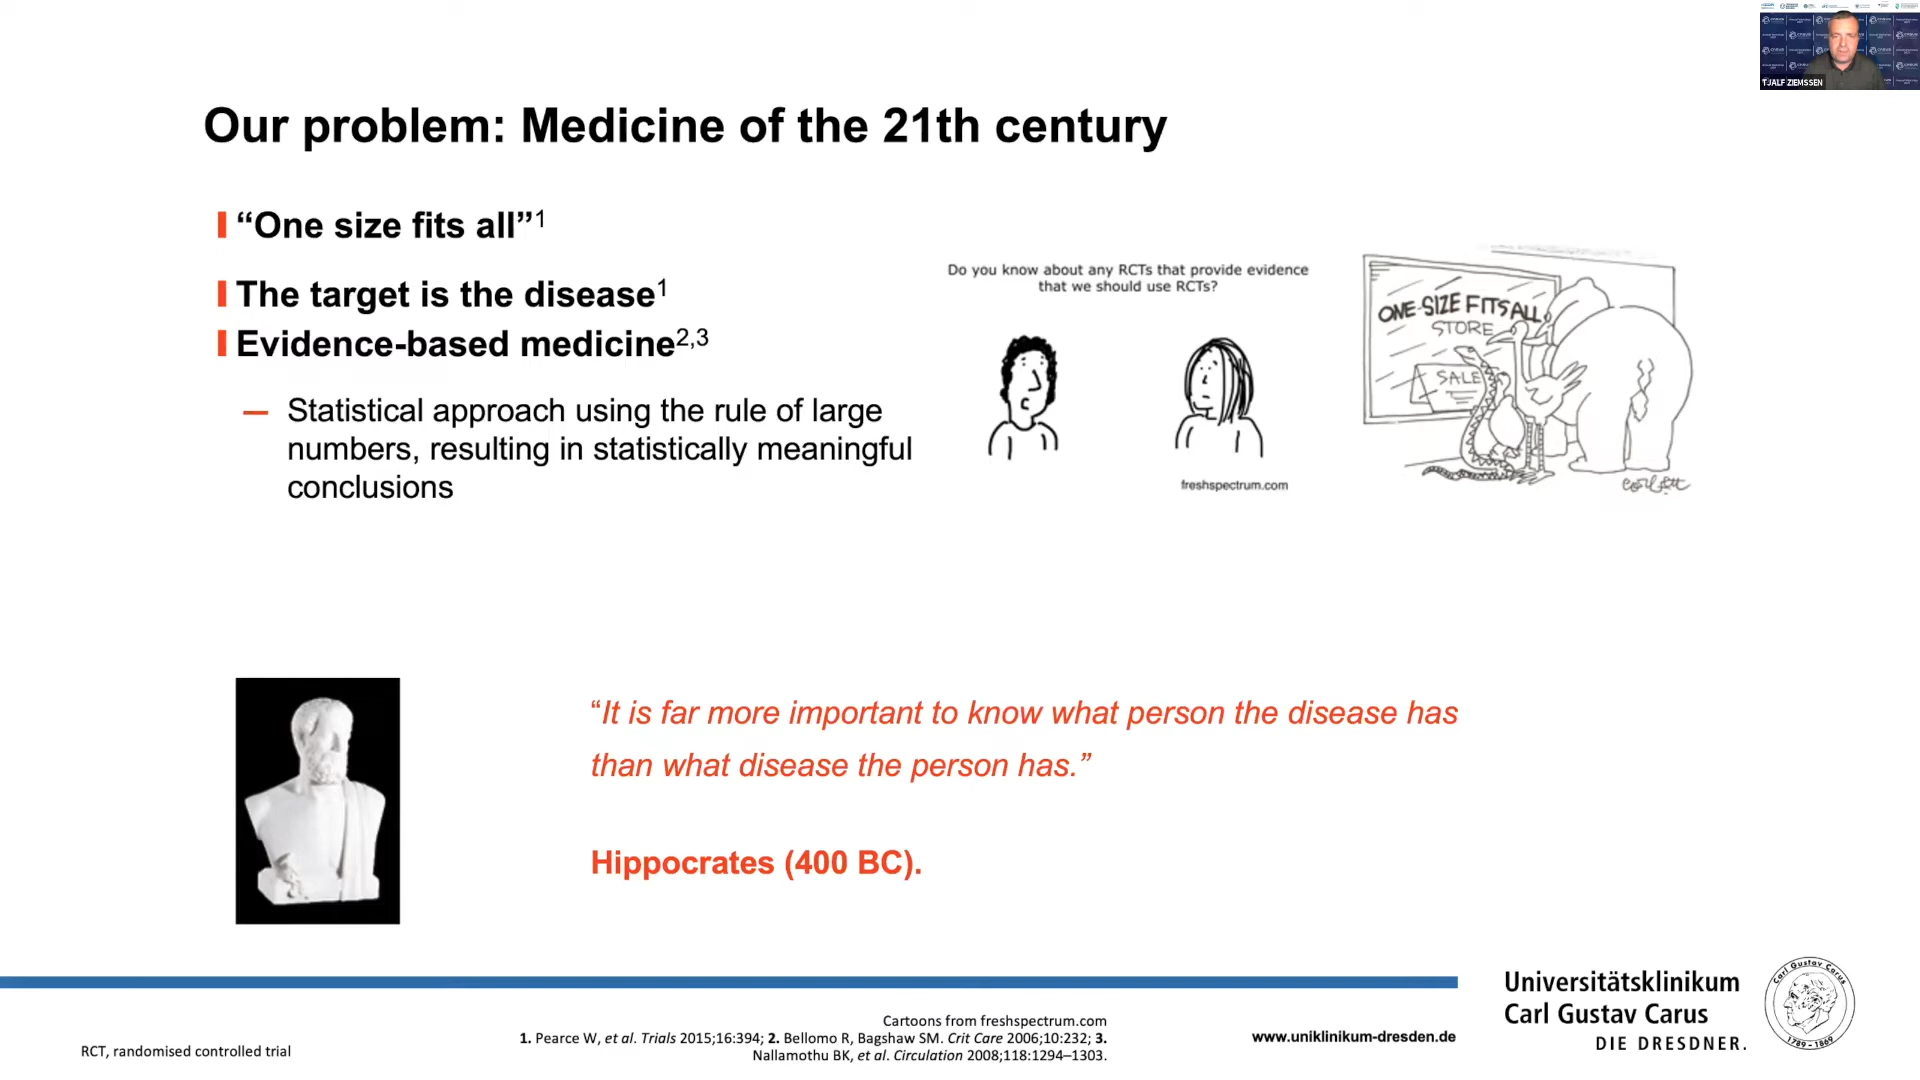 TJALF ZIEMSSEN
Our problem: Medicine of the 21th century
“One size fits all”1
The target is the disease1
Evidence-based medicine2,3
— Statistical approach using the rule of large
numbers, resulting in statistically meaningful
conclusions
Do you know about any RCTs that provide evidence
that we should use RCTs?
freshspectrum.com
ONE-SIZE FITS ALL
STORE
SALE
“It is far more important to know what person the disease has
than what disease the person has.”
Hippocrates (400 BC).
RCT, randomised controlled trial
Cartoons from freshspectrum.com
1. Pearce W, et al. Trials 2015;16:394; 2. Bellomo R, Bagshaw SM. Crit Care 2006;10:232; 3.
Nallamothu BK, et al. Circulation 2008;118:1294–1303.
www.uniklinikum-dresden.de
Universitätsklinikum
Carl Gustav Carus
DIE DRESDNER.
Carl Gustav Carus
1789-1869